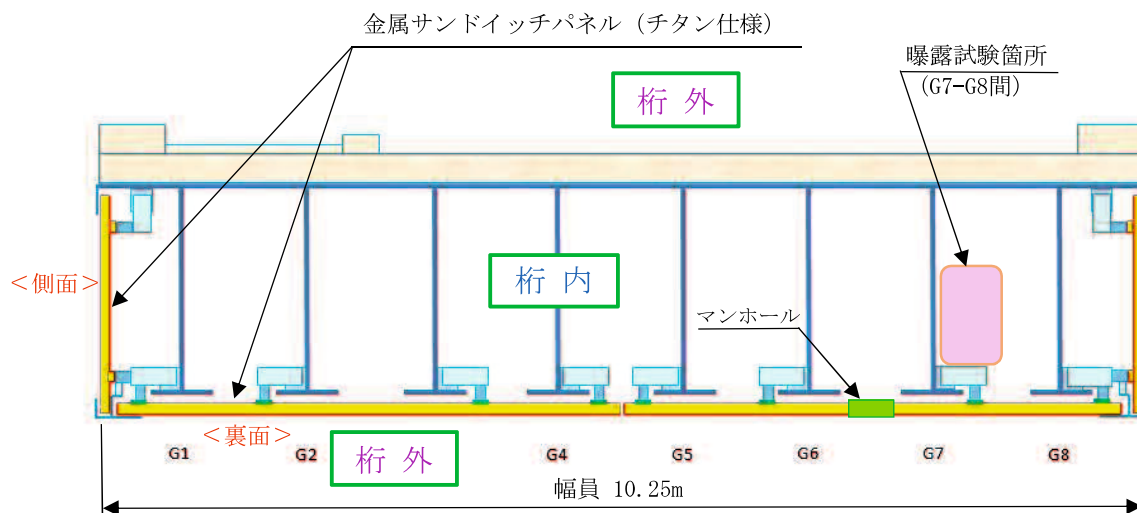 金属サンドイッチパネル (チタン仕様)
曝露試験箇所
(G7-G8間)
桁 外
<側面>
桁 内
マンホール
<裏面>
桁 外
G1
G2
G4
G5
G6
G7
G8
幅員 10.25m